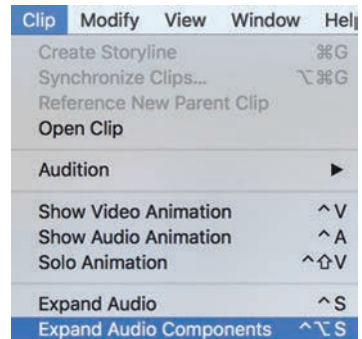 Clip Modify View Window Help
Create Storyline ⌘G
Synchronize Clips... ⌥⌘G
Reference New Parent Clip
Open Clip
Audition ▶
Show Video Animation ^V
Show Audio Animation ^A
Solo Animation ^⇧V
Expand Audio ^S
Expand Audio Components ^⌥S